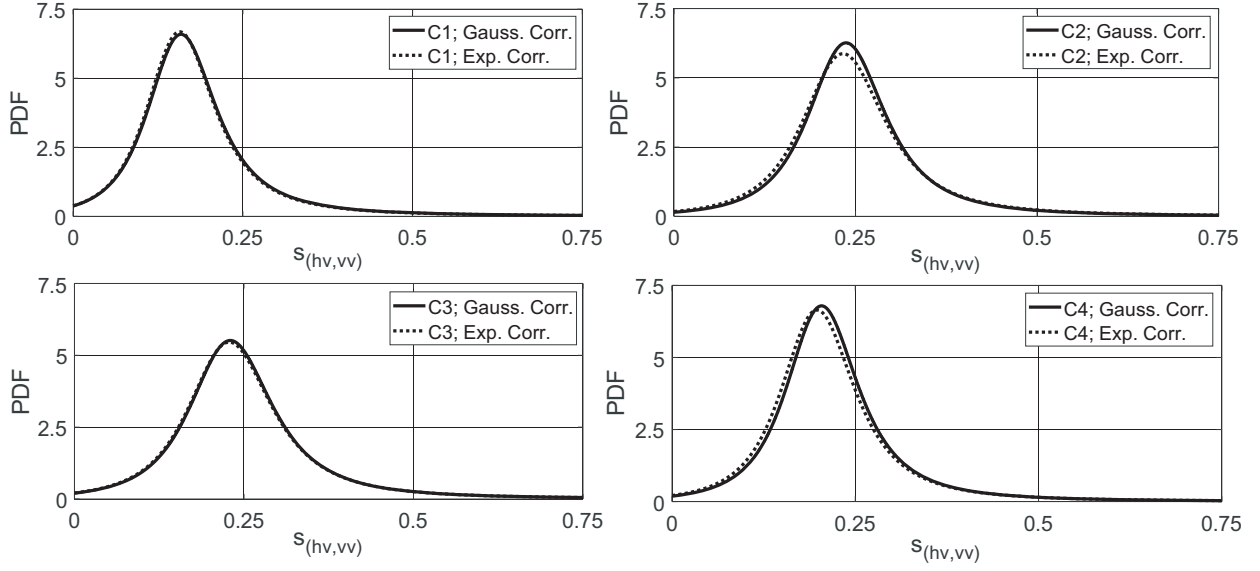 7.5
5
2.5
0
PDF
C1; Gauss. Corr.
C1; Exp. Corr.
0 0.25 0.5 0.75
s(hv,vv)
7.5
5
2.5
0
PDF
C2; Gauss. Corr.
C2; Exp. Corr.
0 0.25 0.5 0.75
s(hv,vv)
7.5
5
2.5
0
PDF
C3; Gauss. Corr.
C3; Exp. Corr.
0 0.25 0.5 0.75
s(hv,vv)
7.5
5
2.5
0
PDF
C4; Gauss. Corr.
C4; Exp. Corr.
0 0.25 0.5 0.75
s(hv,vv)